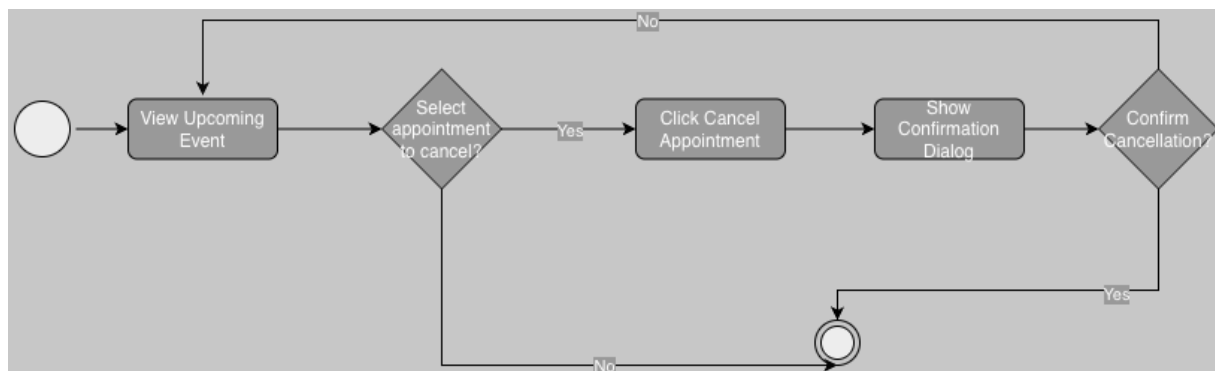 No
View Upcoming
Event
Select
appointment
to cancel?
Yes
Click Cancel
Appointment
Show
Confirmation
Dialog
Confirm
Cancellation?
Yes
No